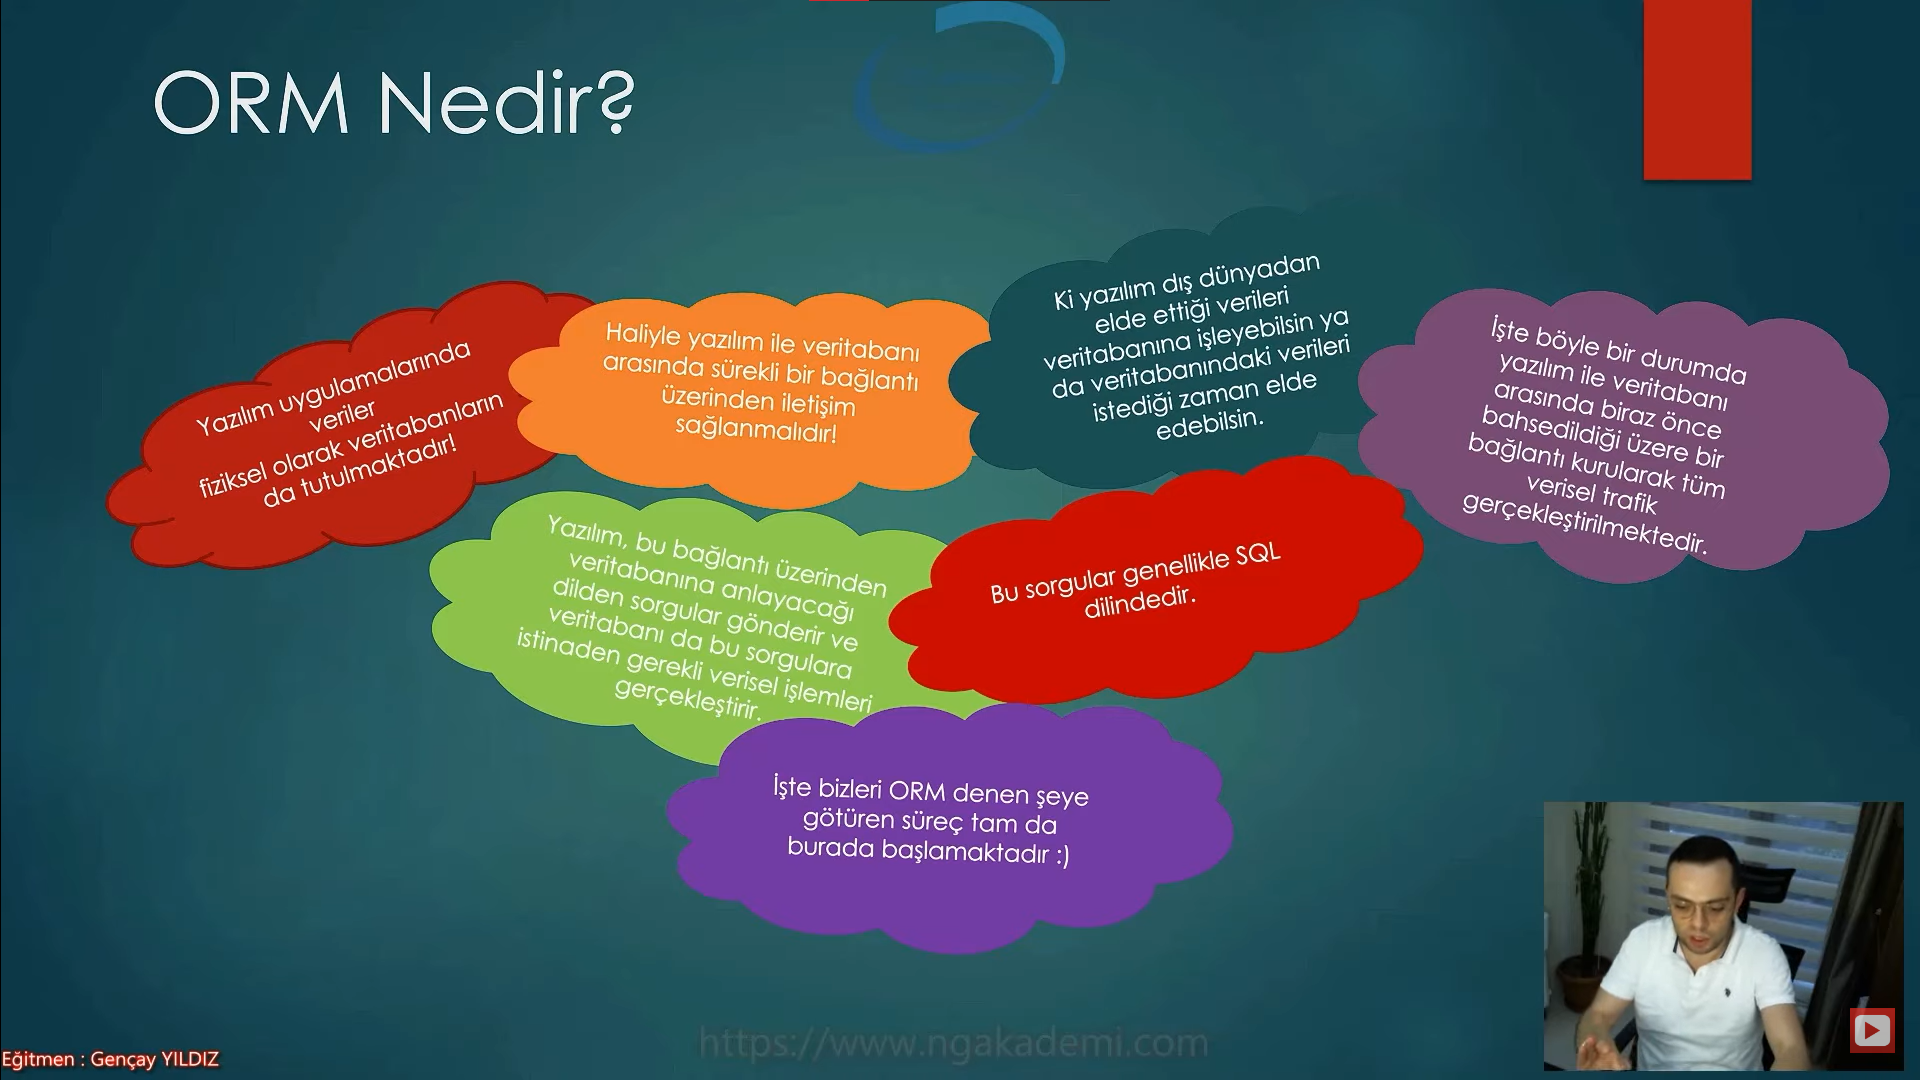 ORM Nedir?
Yazılım uygulamalarında
veriler
fiziksel olarak veritabanların
da tutulmaktadır!
Haliyle yazılım ile veritabanı
arasında sürekli bir bağlantı
üzerinden iletişim
sağlanmalıdır!
Ki yazılım dış dünyadan
elde ettiği verileri
veritabanına işleyebilsin ya
da veritabanındaki verileri
istediği zaman elde
edebilsin.
İşte böyle bir durumda
yazılım ile veritabanı
arasında biraz önce
bahsedildiği üzere bir
bağlantı kurularak tüm
verisel trafik
gerçekleştirilmektedir.
Yazılım, bu bağlantı üzerinden
veritabanına anlayacağı
dilden sorgular gönderir ve
veritabanı da bu sorgulara
istinaden gerekli verisel işlemleri
gerçekleştirir.
Bu sorgular genellikle SQL
dilindedir.
İşte bizleri ORM denen şeye
götüren süreç tam da
burada başlamaktadır :)
https://www.ngakademi.com
Eğitmen : Gençay YILDIZ